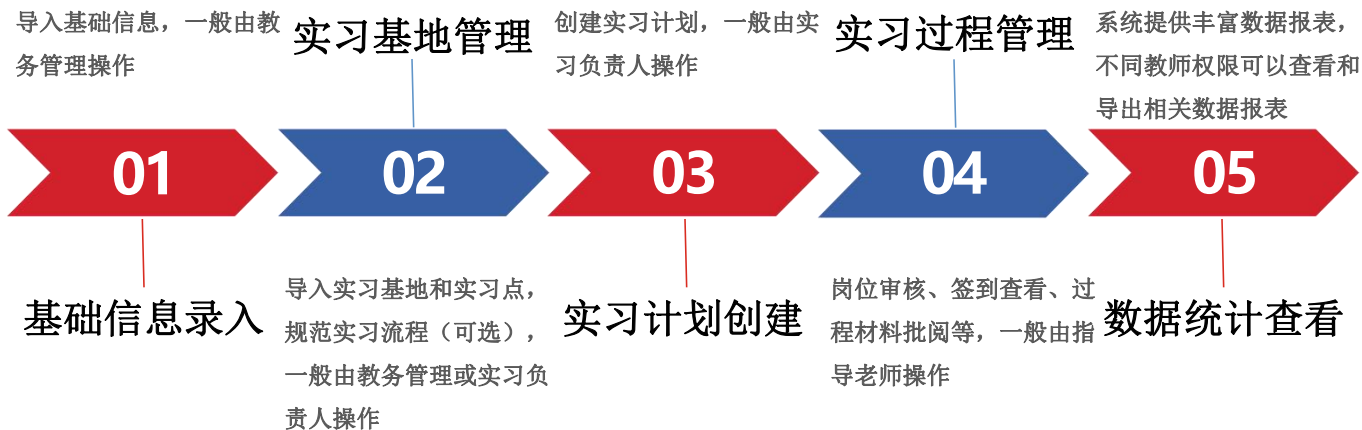 导入基础信息，一般由教
务管理操作
01
基础信息录入
实习基地管理
02
导入实习基地和实习点，
规范实习流程（可选），
一般由教务管理或实习负
责人操作
创建实习计划，一般由实
习负责人操作
03
实习计划创建
实习过程管理
04
岗位审核、签到查看、过
程材料批阅等，一般由指
导老师操作
系统提供丰富数据报表，
不同教师权限可以查看和
导出相关数据报表
05
数据统计查看